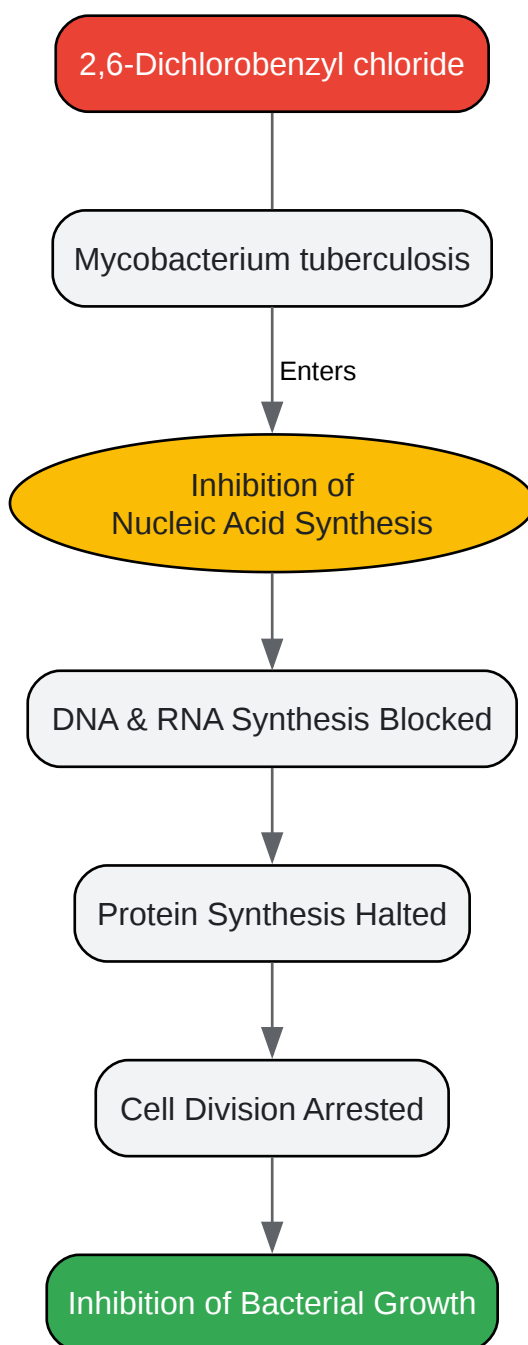 2,6-Dichlorobenzyl chloride
Mycobacterium tuberculosis
Enters
Inhibition of
Nucleic Acid Synthesis
DNA & RNA Synthesis Blocked
Protein Synthesis Halted
Cell Division Arrested
Inhibition of Bacterial Growth